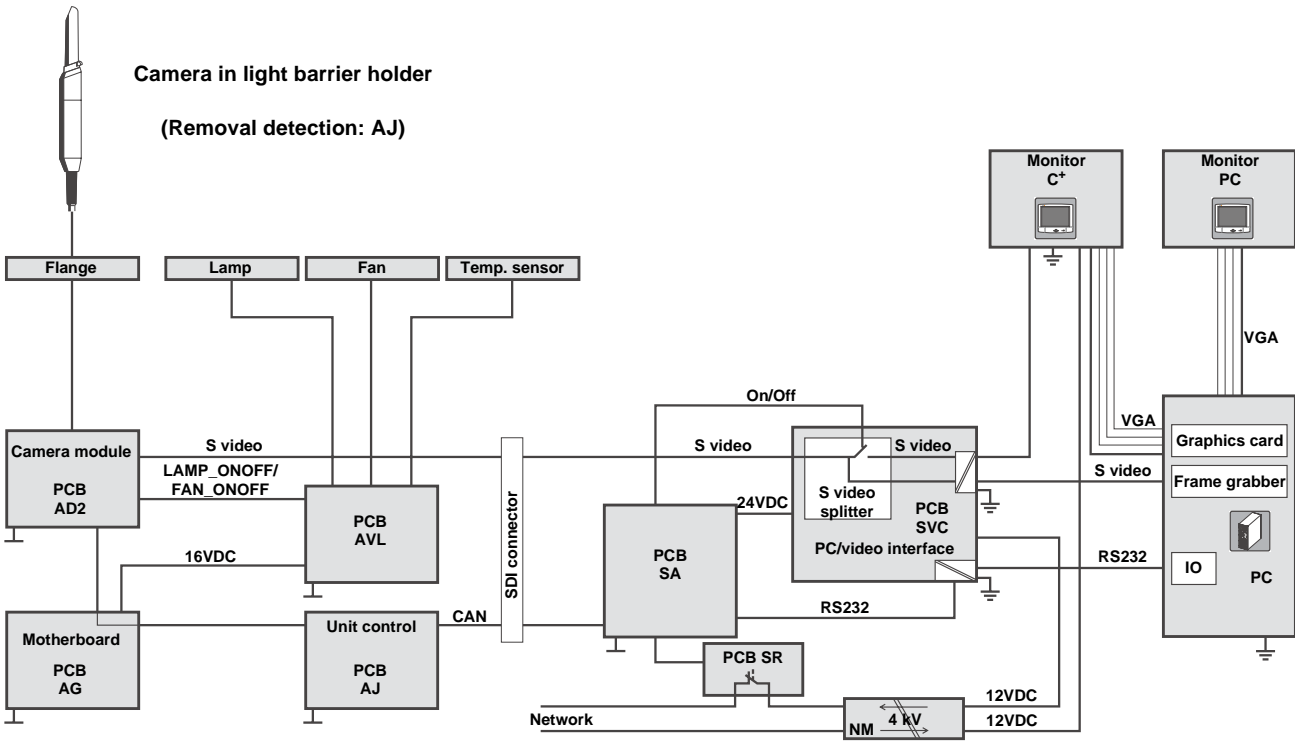 Camera in light barrier holder
(Removal detection: AJ)
Monitor
C+
Monitor
PC
Flange
Lamp
Fan
Temp. sensor
VGA
On/Off
Camera module
PCB
AD2
S video
LAMP_ONOFF/
FAN_ONOFF
PCB
AVL
16VDC
SDI connector
S video
S video
S video
splitter
PCB
SVC
PC/video interface
24VDC
PCB
SA
VGA
Graphics card
S video
Frame grabber
RS232
IO
PC
Motherboard
PCB
AG
Unit control
PCB
AJ
CAN
RS232
PCB SR
Network
NM
4 kV
12VDC
12VDC